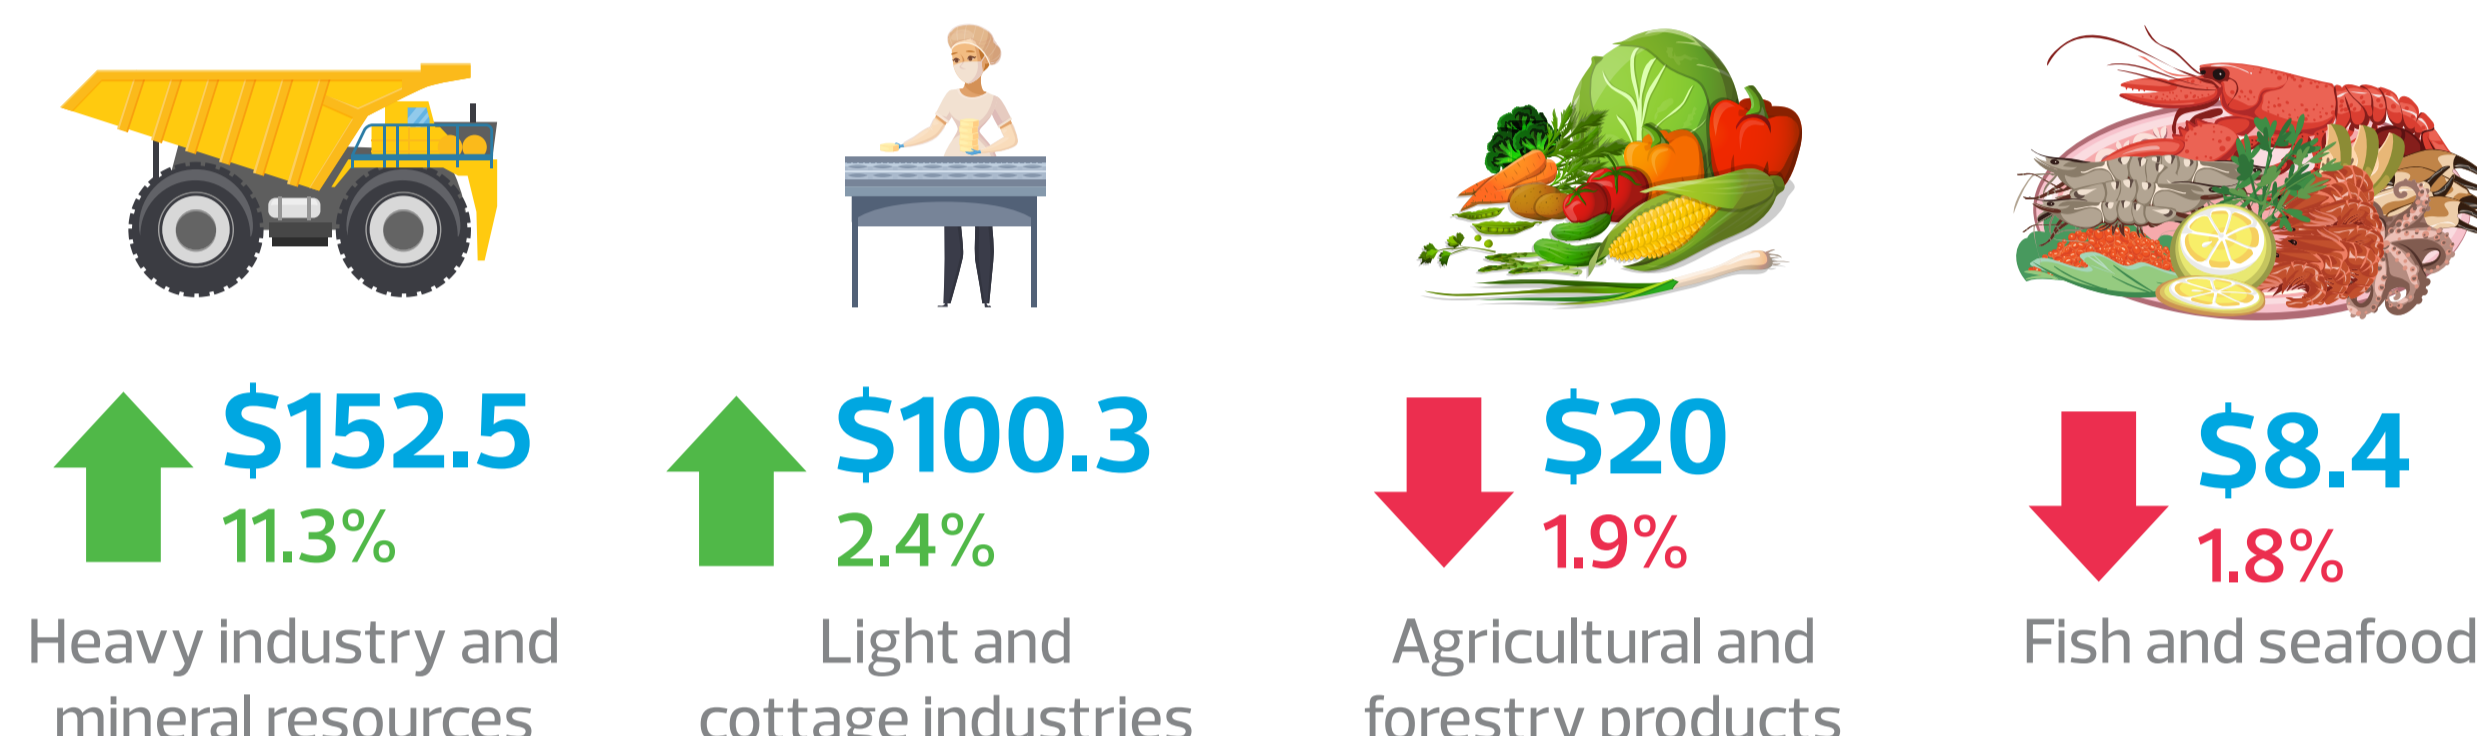 $152.5
11.3%
Heavy industry and
mineral resources
$100.3
2.4%
Light and
cottage industries
$20
1.9%
Agricultural and
forestry products
$8.4
1.8%
Fish and seafood